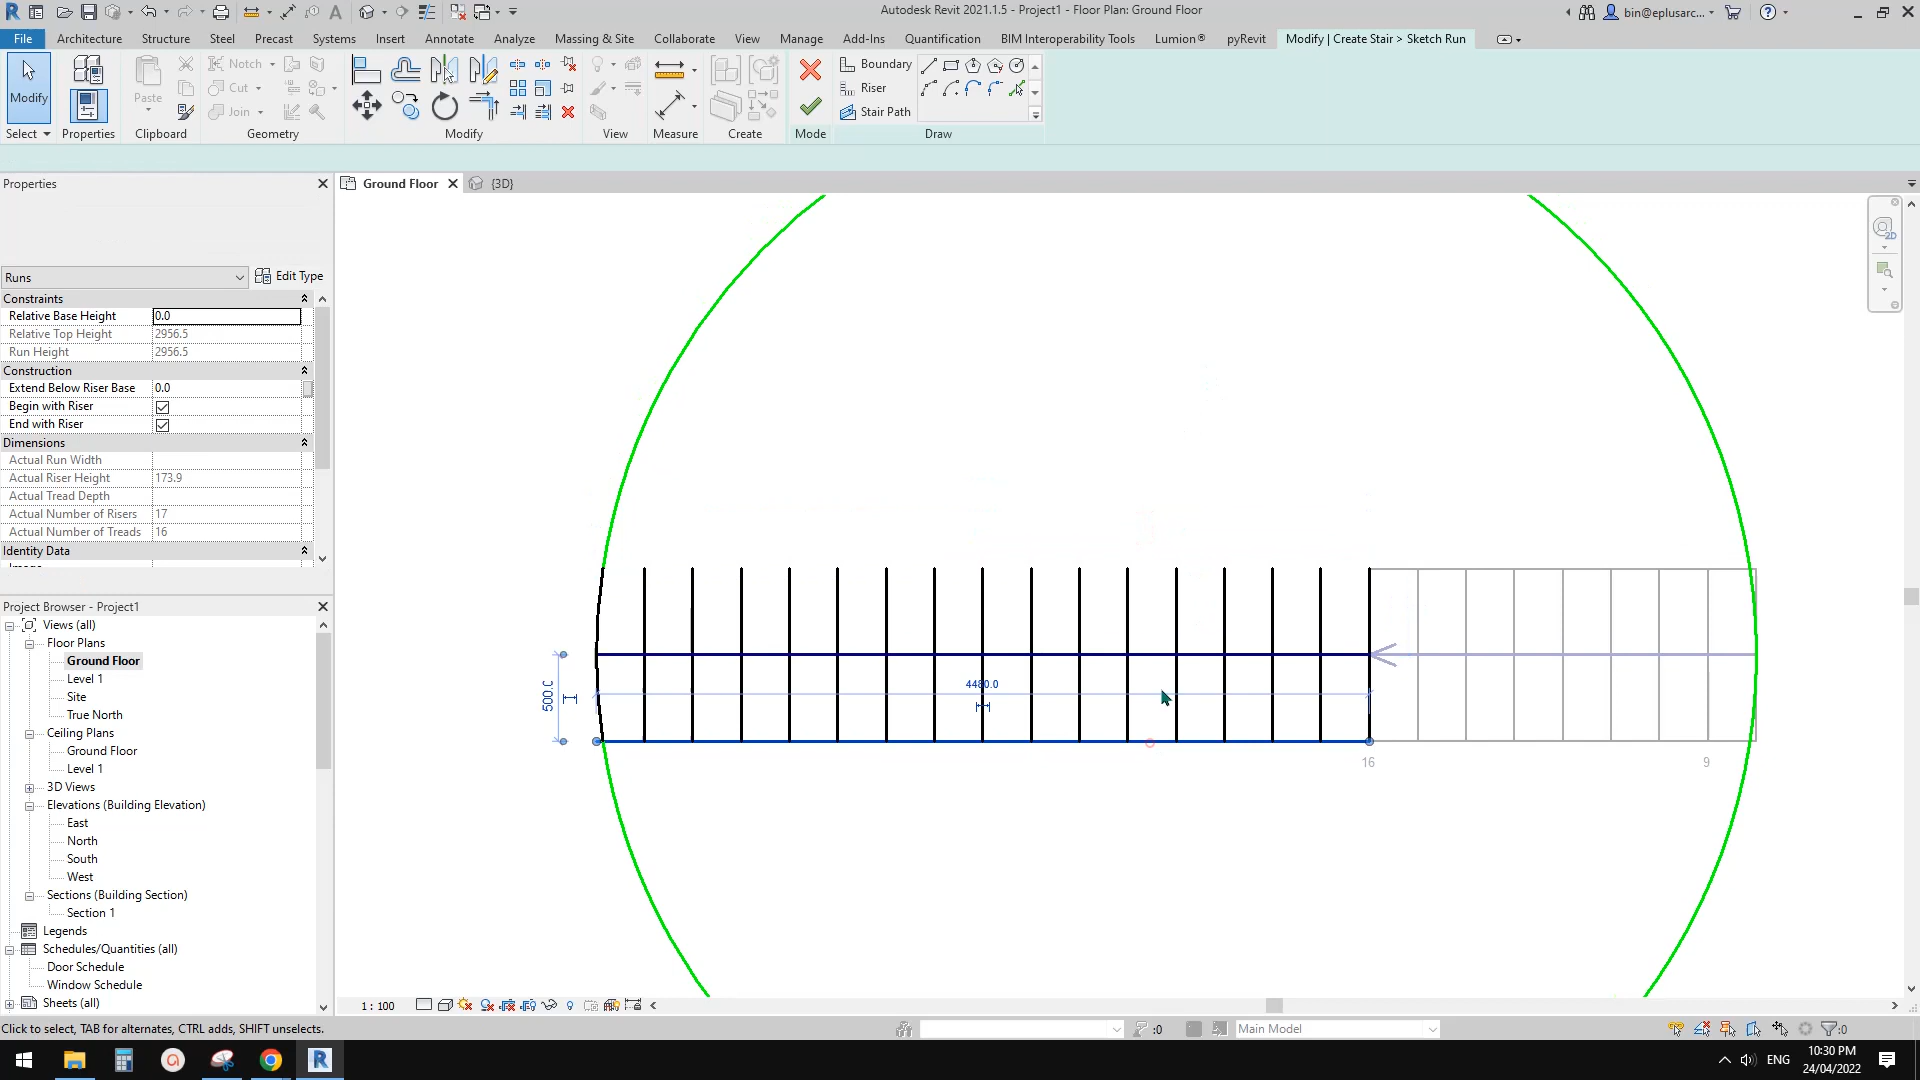 Autodesk Revit 2021.1.5 - Project1 - Floor Plan: Ground Floor
bin@eplusarc...
File Architecture Structure Steel Precast Systems Insert Annotate Analyze Massing & Site Collaborate View Manage Add-Ins Quantification BIM Interoperability Tools Lumion® pyRevit Modify | Create Stair > Sketch Run
Modify
Paste
Notch
Cut
Join
Boundary
Riser
Stair Path
Select Properties Clipboard Geometry Modify View Measure Create Mode Draw
Properties
Ground Floor
{3D}
Runs
Edit Type
Constraints
Relative Base Height 0.0
Relative Top Height 2956.5
Run Height 2956.5
Construction
Extend Below Riser Base 0.0
Begin with Riser
End with Riser
Dimensions
Actual Run Width
Actual Riser Height 173.9
Actual Tread Depth
Actual Number of Risers 17
Actual Number of Treads 16
Identity Data
Project Browser - Project1
Views (all)
Floor Plans
Ground Floor
Level 1
Site
True North
Ceiling Plans
Ground Floor
Level 1
3D Views
Elevations (Building Elevation)
East
North
South
West
Sections (Building Section)
Section 1
Legends
Schedules/Quantities (all)
Door Schedule
Window Schedule
Sheets (all)
500.0
4480.0
16
9
2D
1 : 100
Click to select, TAB for alternates, CTRL adds, SHIFT unselects.
:0
Main Model
:0
ENG
10:30 PM
24/04/2022